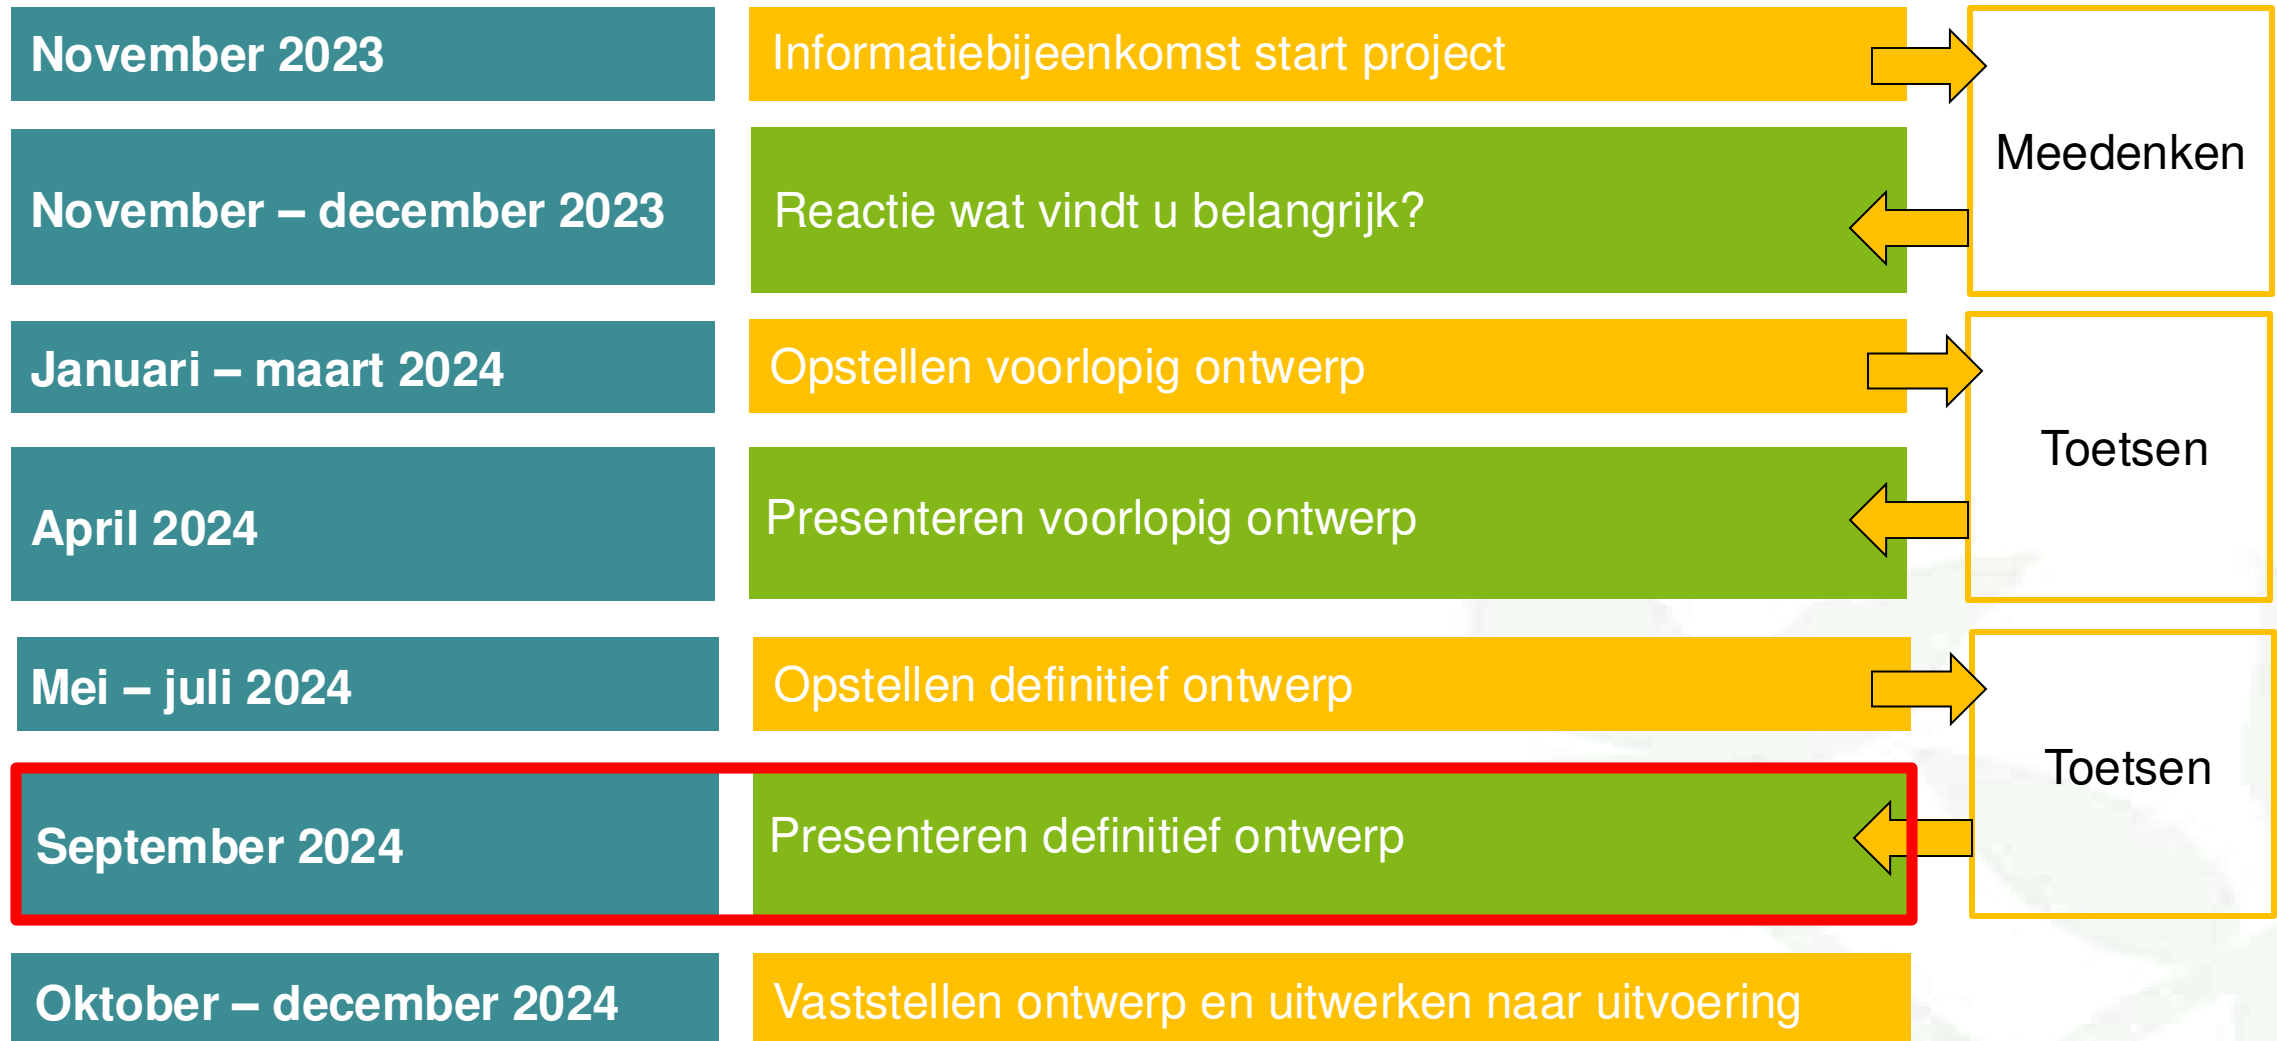 November 2023
Informatiebijeenkomst start project
Meedenken
November – december 2023
Reactie wat vindt u belangrijk?
Januari – maart 2024
Opstellen voorlopig ontwerp
Toetsen
April 2024
Presenteren voorlopig ontwerp
Mei – juli 2024
Opstellen definitief ontwerp
Toetsen
September 2024
Presenteren definitief ontwerp
Oktober – december 2024
Vaststellen ontwerp en uitwerken naar uitvoering